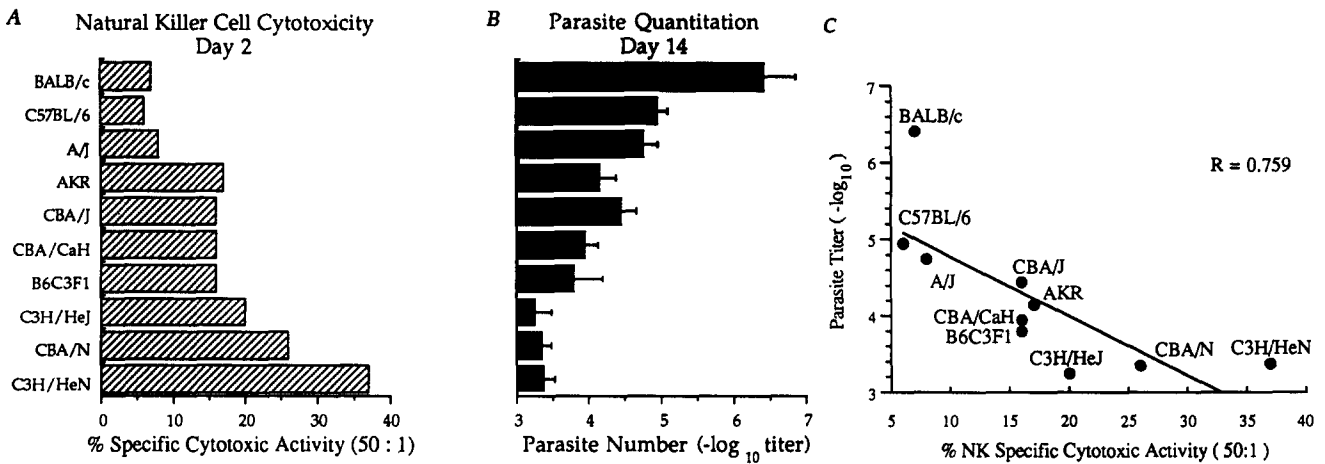 A
Natural Killer Cell Cytotoxicity
Day 2
BALB/c
C57BL/6
A/J
AKR
CBA/J
CBA/CaH
B6C3F1
C3H/HeJ
CBA/N
C3H/HeN
0 10 20 30 40
% Specific Cytotoxic Activity (50 : 1)
B
Parasite Quantitation
Day 14
3 4 5 6 7
Parasite Number (-log 10 titer)
C
Parasite Titer ( -log 10 )
7
6
5
4
3
BALB/c
R = 0.759
C57BL/6
A/J
CBA/J
AKR
CBA/CaH
B6C3F1
C3H/HeJ
CBA/N
C3H/HeN
5 10 15 20 25 30 35 40
% NK Specific Cytotoxic Activity ( 50:1 )